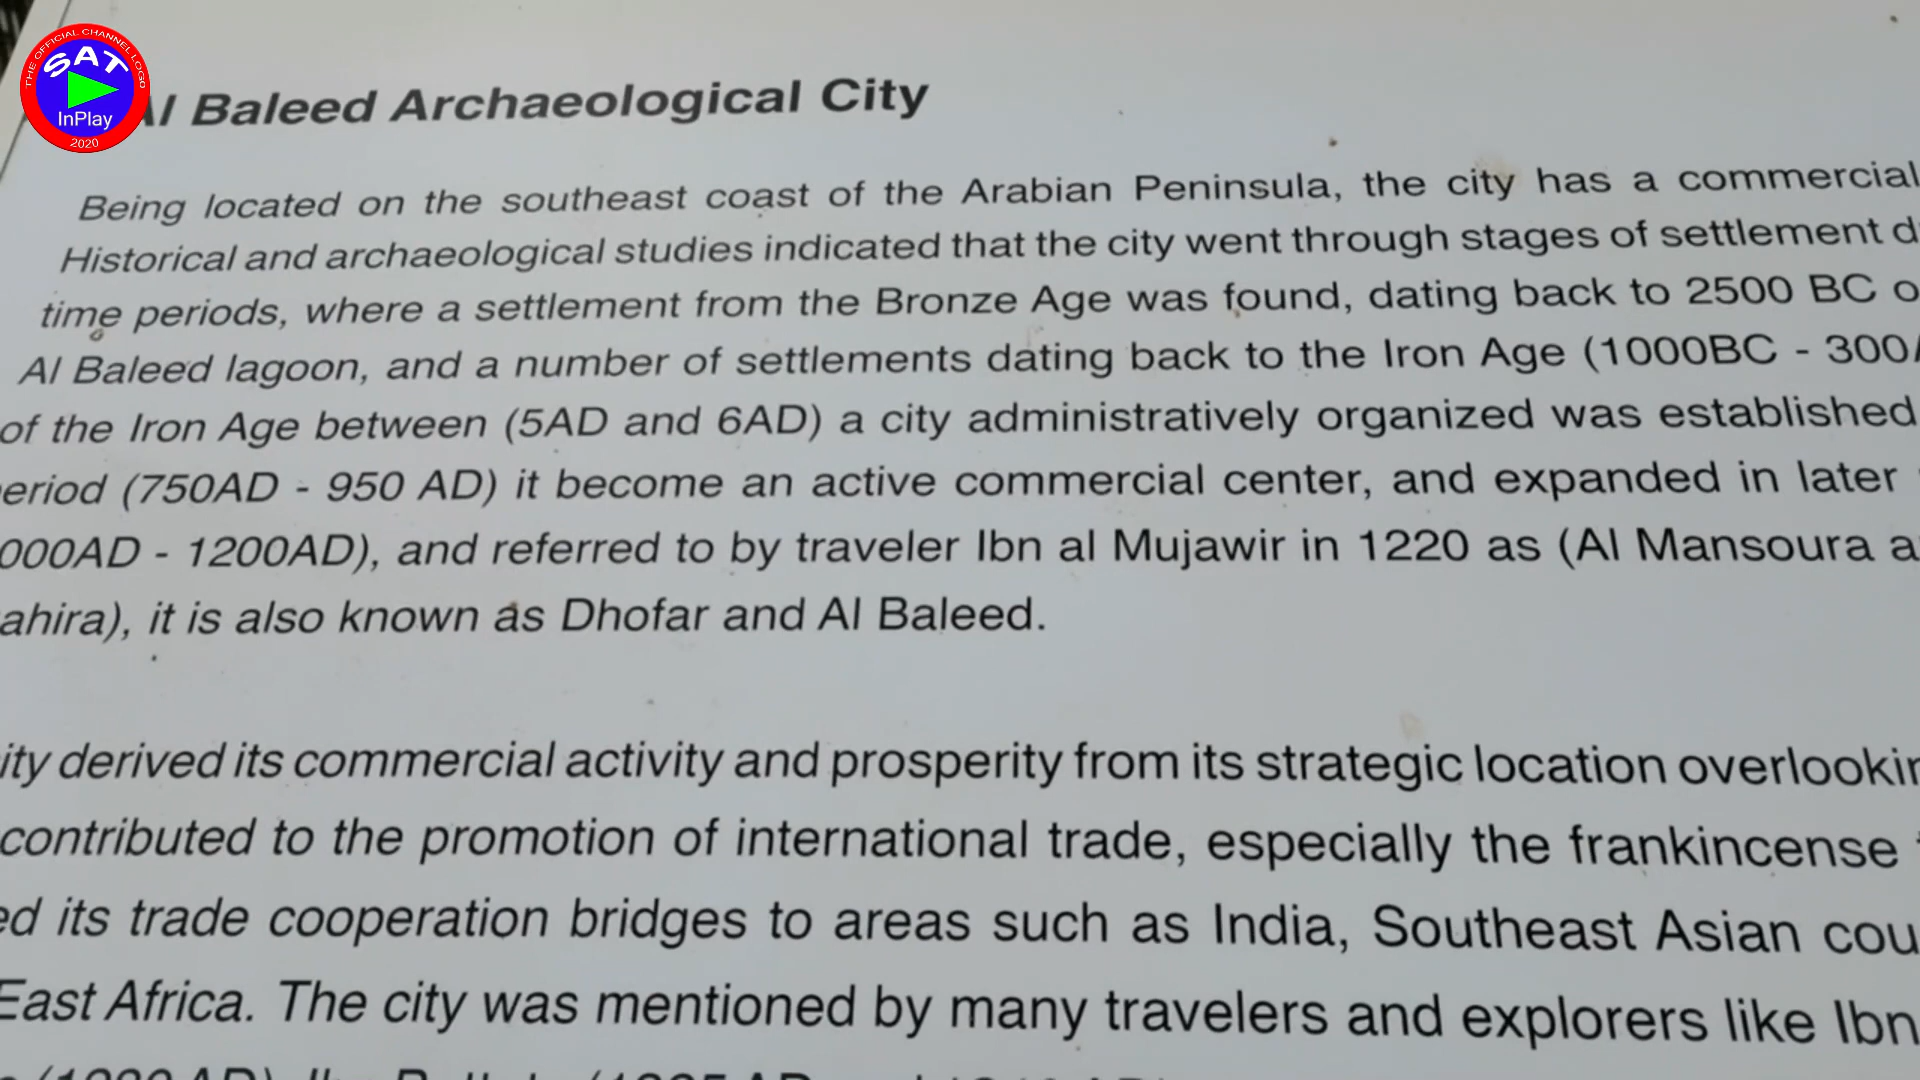 THE OFFICIAL CHANNEL LOGO
SAT
InPlay
2020
Al Baleed Archaeological City
Being located on the southeast coast of the Arabian Peninsula, the city has a commercial
Historical and archaeological studies indicated that the city went through stages of settlement
time periods, where a settlement from the Bronze Age was found, dating back to 2500 BC
Al Baleed lagoon, and a number of settlements dating back to the Iron Age (1000BC - 300
of the Iron Age between (5AD and 6AD) a city administratively organized was established
eriod (750AD - 950 AD) it become an active commercial center, and expanded in later
000AD - 1200AD), and referred to by traveler Ibn al Mujawir in 1220 as (Al Mansoura
ahira), it is also known as Dhofar and Al Baleed.
ity derived its commercial activity and prosperity from its strategic location overlookin
contributed to the promotion of international trade, especially the frankincense
ed its trade cooperation bridges to areas such as India, Southeast Asian cou
East Africa. The city was mentioned by many travelers and explorers like Ibn